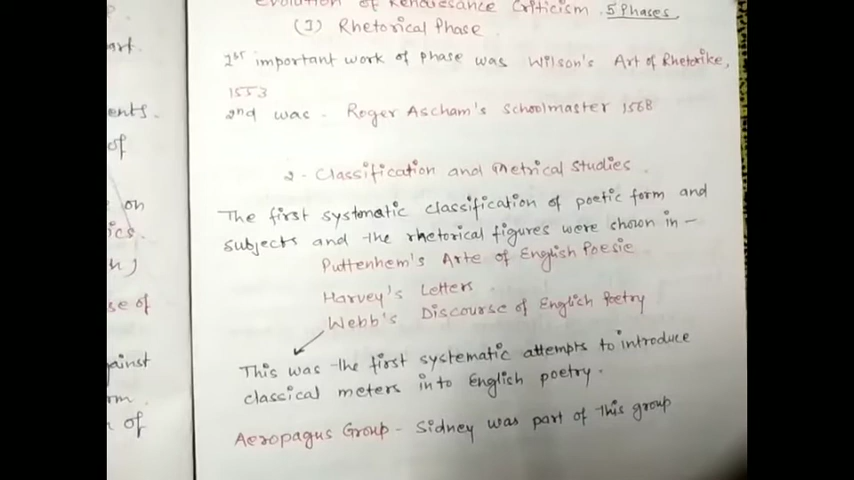 Evolution of Renaissance Criticism 5 Phases.
(I) Rhetorical Phase
1st important work of phase was Wilson's Art of Rhetorike,
1553
2nd was. Roger Ascham's Schoolmaster 1568
2 - Classification and Metrical Studies
The first systematic classification of poetic form and
subjects and the rhetorical figures were shown in -
Puttenhem's Arte of English Poesie
Harvey's Letters
Webb's Discourse of English Poetry
This was the first systematic attempts to introduce
classical meters in to English poetry.
Aeropagus Group - Sidney was part of this group
art.
ents.
of
on
ics.
h)
se of
ainst
om.
of